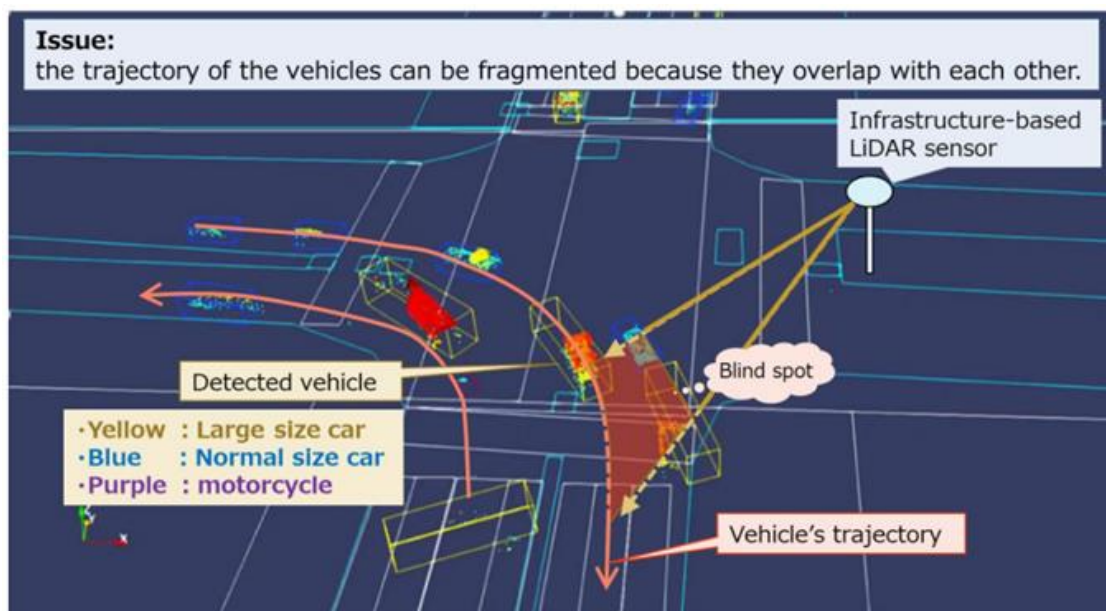 Issue:
the trajectory of the vehicles can be fragmented because they overlap with each other.
Infrastructure-based
LiDAR sensor
Blind spot
Detected vehicle
・Yellow : Large size car
・Blue : Normal size car
・Purple : motorcycle
Vehicle's trajectory
Y
X